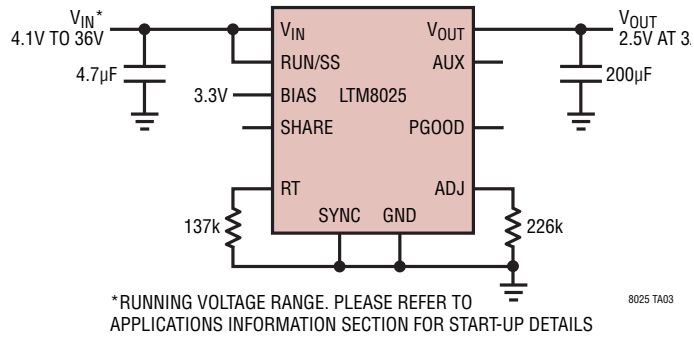 VIN*
4.1V TO 36V
4.7µF
VIN
RUN/SS
3.3V
BIAS
LTM8025
SHARE
RT
137k
SYNC
GND
VOUT
AUX
PGOOD
ADJ
226k
VOUT
2.5V AT 3.
200µF
*RUNNING VOLTAGE RANGE. PLEASE REFER TO
APPLICATIONS INFORMATION SECTION FOR START-UP DETAILS
8025 TA03